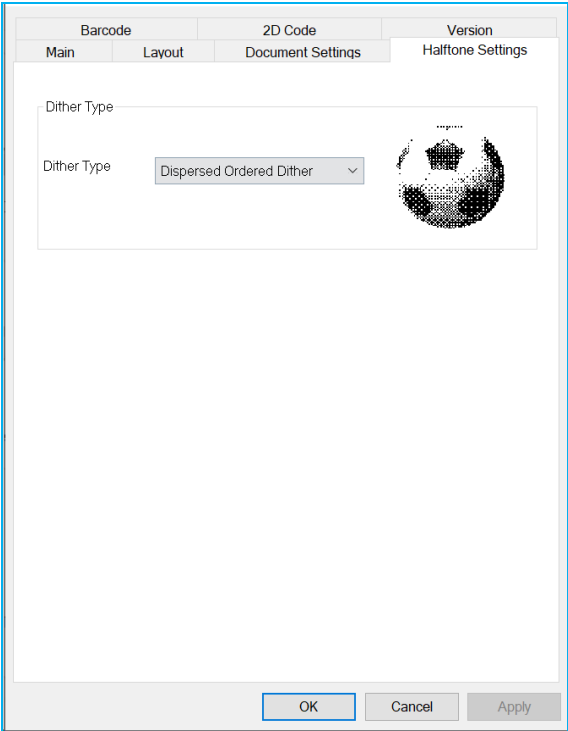 Barcode 2D Code Version
Main Layout Document Settings Halftone Settings
Dither Type
Dither Type Dispersed Ordered Dither
OK Cancel Apply